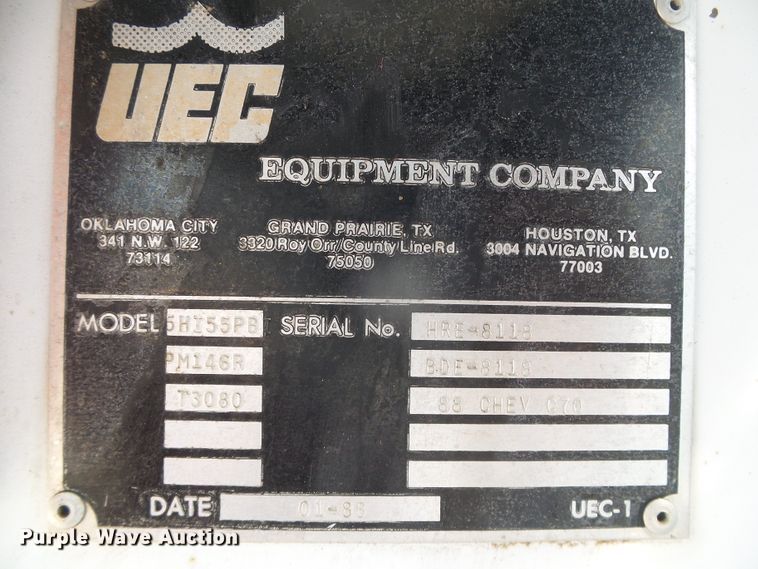 UEC
EQUIPMENT COMPANY
OKLAHOMA CITY
341 N.W. 122
73114
GRAND PRAIRIE, TX
3320 Roy Orr/County Line Rd.
75050
HOUSTON, TX
3004 NAVIGATION BLVD.
77003
MODEL 5HI55PBI SERIAL No. HRE-8118
PM146R BDE-8118
T3080 88 CHEV C70
DATE 01-88 UEC-1
Purple Wave Auction